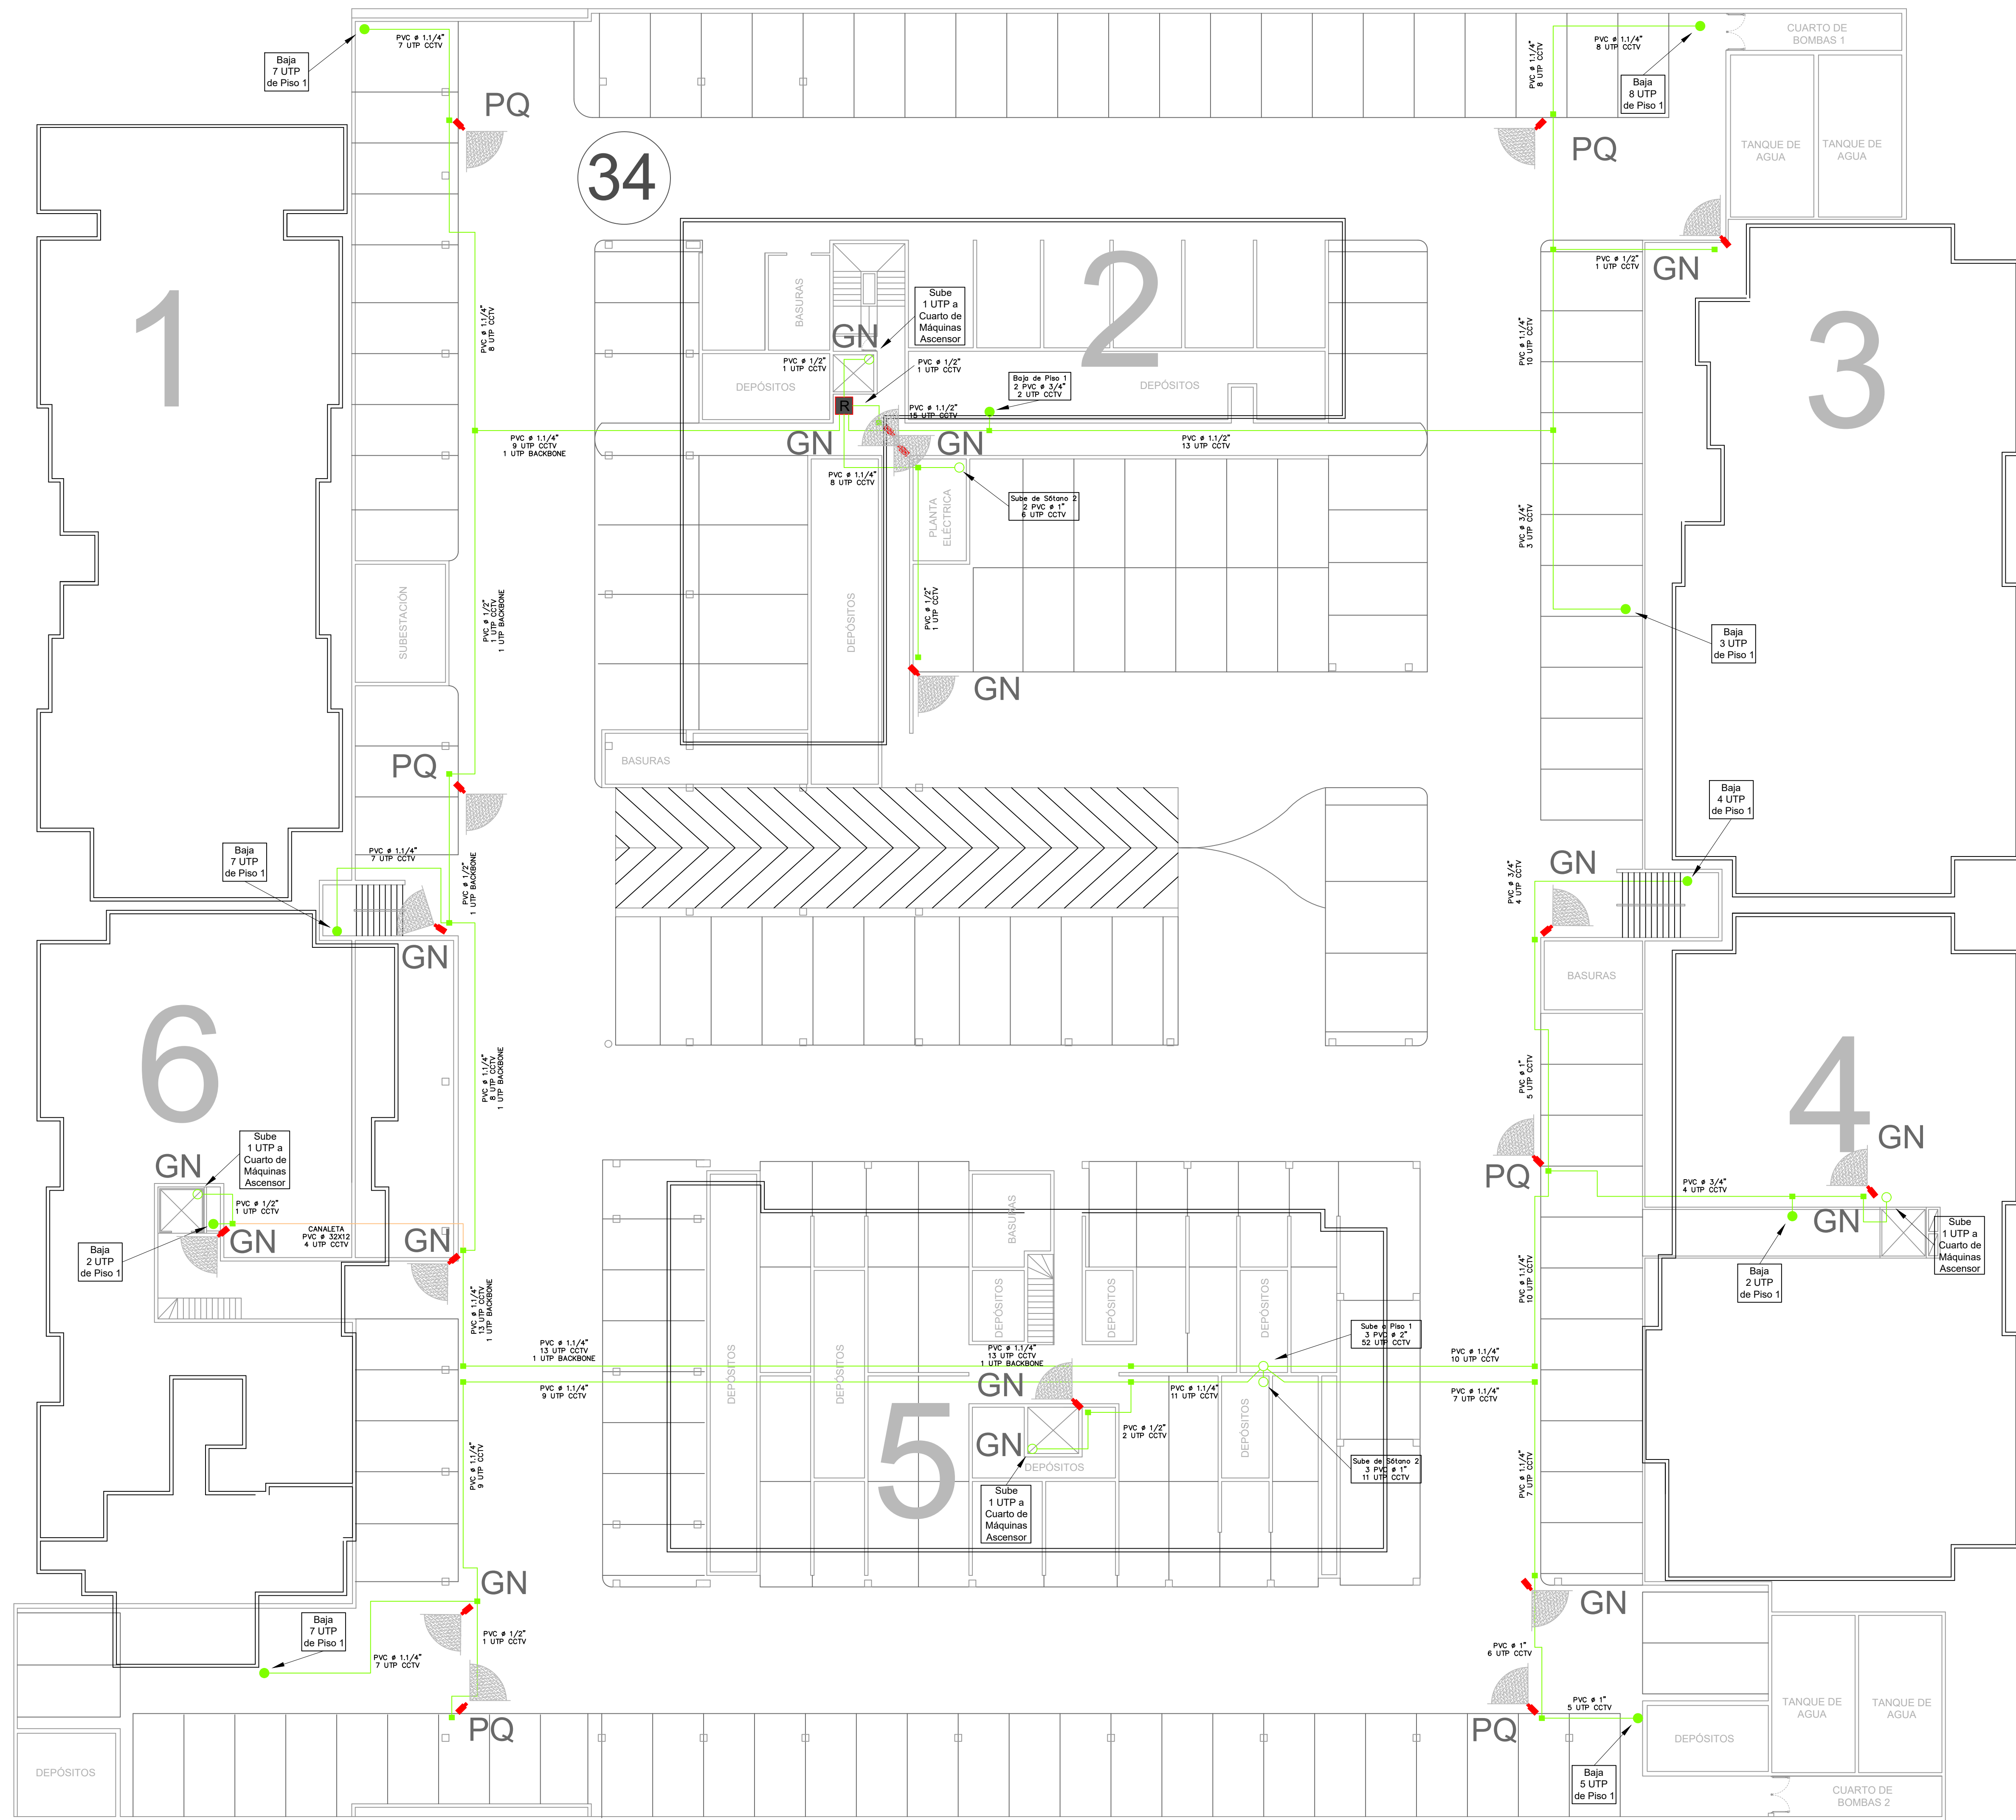 PVC ø 1.1/4"
7 UTP CCTV
Baja
7 UTP
de Piso 1
PQ
34
PVC ø 1.1/4"
8 UTP CCTV
PVC ø 1.1/4"
8 UTP CCTV
Baja
8 UTP
de Piso 1
CUARTO DE
BOMBAS 1
PQ
TANQUE DE
AGUA
TANQUE DE
AGUA
PVC ø 1/2"
1 UTP CCTV
GN
1
2
3
PVC ø 1.1/4"
8 UTP CCTV
BASURAS
Sube
1 UTP a
Cuarto de
Máquinas
Ascensor
GN
PVC ø 1/2"
1 UTP CCTV
PVC ø 1/2"
1 UTP CCTV
DEPÓSITOS
Baja de Piso 1
2 PVC ø 3/4"
2 UTP CCTV
DEPÓSITOS
R
PVC ø 1.1/2"
15 UTP CCTV
PVC ø 1.1/4"
10 UTP CCTV
PVC ø 1.1/4"
9 UTP CCTV
1 UTP BACKBONE
GN
GN
PVC ø 1.1/2"
13 UTP CCTV
PVC ø 1.1/4"
8 UTP CCTV
PLANTA
ELÉCTRICA
Sube de Sótano 2
2 PVC ø 1"
6 UTP CCTV
PVC ø 3/4"
3 UTP CCTV
SUBESTACIÓN
PVC ø 1/2"
1 UTP CCTV
1 UTP BACKBONE
DEPÓSITOS
PVC ø 1/2"
1 UTP CCTV
Baja
3 UTP
de Piso 1
GN
PQ
BASURAS
Baja
7 UTP
de Piso 1
PVC ø 1.1/4"
7 UTP CCTV
PVC ø 1/2"
1 UTP BACKBONE
GN
Baja
4 UTP
de Piso 1
GN
PVC ø 3/4"
4 UTP CCTV
BASURAS
6
PVC ø 1.1/4"
8 UTP CCTV
1 UTP BACKBONE
PVC ø 1"
5 UTP CCTV
4
GN
Sube
1 UTP a
Cuarto de
Máquinas
Ascensor
GN
PVC ø 1/2"
1 UTP CCTV
CANALETA
PVC ø 32X12
4 UTP CCTV
GN
GN
Baja
2 UTP
de Piso 1
PQ
PVC ø 3/4"
4 UTP CCTV
GN
Baja
2 UTP
de Piso 1
Sube
1 UTP a
Cuarto de
Máquinas
Ascensor
PVC ø 1.1/4"
13 UTP CCTV
1 UTP BACKBONE
BASURAS
DEPÓSITOS
DEPÓSITOS
DEPÓSITOS
PVC ø 1.1/4"
10 UTP CCTV
Sube a Piso 1
3 PVC ø 2"
52 UTP CCTV
PVC ø 1.1/4"
13 UTP CCTV
1 UTP BACKBONE
PVC ø 1.1/4"
13 UTP CCTV
1 UTP BACKBONE
PVC ø 1.1/4"
10 UTP CCTV
DEPÓSITOS
DEPÓSITOS
GN
PVC ø 1.1/4"
9 UTP CCTV
PVC ø 1.1/4"
11 UTP CCTV
PVC ø 1.1/4"
7 UTP CCTV
5
GN
DEPÓSITOS
PVC ø 1/2"
2 UTP CCTV
DEPÓSITOS
Sube de Sótano 2
3 PVC ø 1"
11 UTP CCTV
PVC ø 1.1/4"
9 UTP CCTV
PVC ø 1.1/4"
7 UTP CCTV
Sube
1 UTP a
Cuarto de
Máquinas
Ascensor
GN
GN
Baja
7 UTP
de Piso 1
PVC ø 1/2"
1 UTP CCTV
PVC ø 1.1/4"
7 UTP CCTV
PVC ø 1"
6 UTP CCTV
PVC ø 1"
5 UTP CCTV
PQ
PQ
TANQUE DE
AGUA
TANQUE DE
AGUA
DEPÓSITOS
DEPÓSITOS
Baja
5 UTP
de Piso 1
CUARTO DE
BOMBAS 2